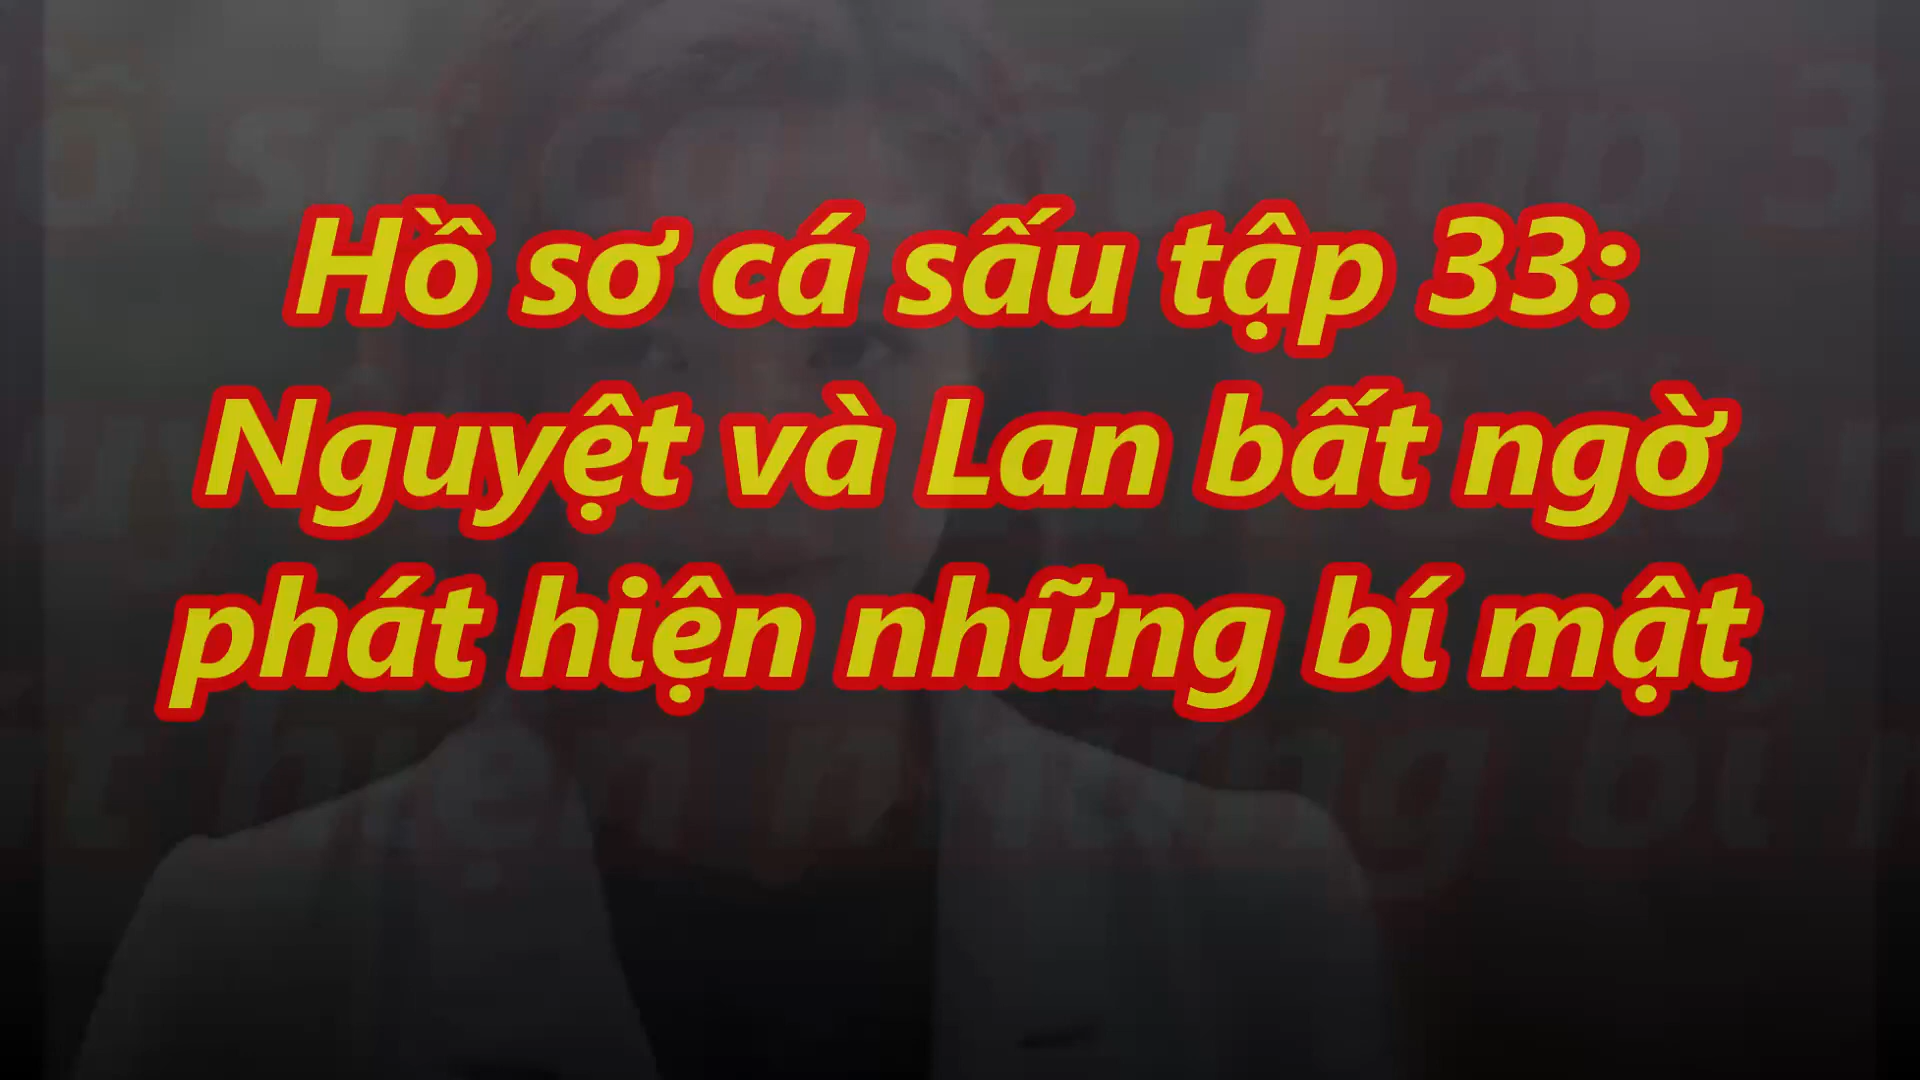 Hồ sơ cá sấu tập 33:
Nguyệt và Lan bất ngờ
phát hiện những bí mật